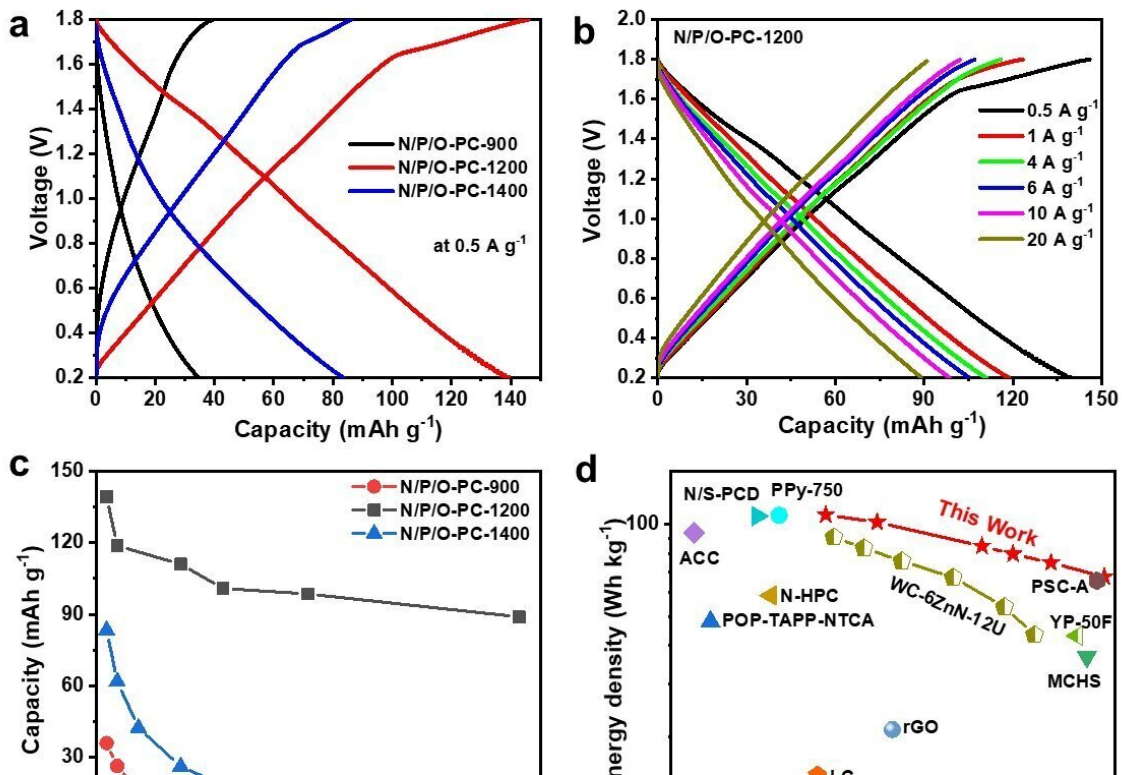 a
1.8
1.6
1.4
1.2
1.0
0.8
0.6
0.4
0.2
Voltage (V)
N/P/O-PC-900
N/P/O-PC-1200
N/P/O-PC-1400
at 0.5 A g⁻¹
0 20 40 60 80 100 120 140
Capacity (mAh g⁻¹)
b
2.0
1.8
1.6
1.4
1.2
1.0
0.8
0.6
0.4
0.2
Voltage (V)
N/P/O-PC-1200
0.5 A g⁻¹
1 A g⁻¹
4 A g⁻¹
6 A g⁻¹
10 A g⁻¹
20 A g⁻¹
0 30 60 90 120 150
Capacity (mAh g⁻¹)
c
150
120
90
60
30
Capacity (mAh g⁻¹)
N/P/O-PC-900
N/P/O-PC-1200
N/P/O-PC-1400
d
100
density (Wh kg⁻¹)
N/S-PCD
PPy-750
ACC
This Work
PSC-A
N-HPC
WC-6ZnN-12U
POP-TAPP-NTCA
YP-50F
MCHS
rGO